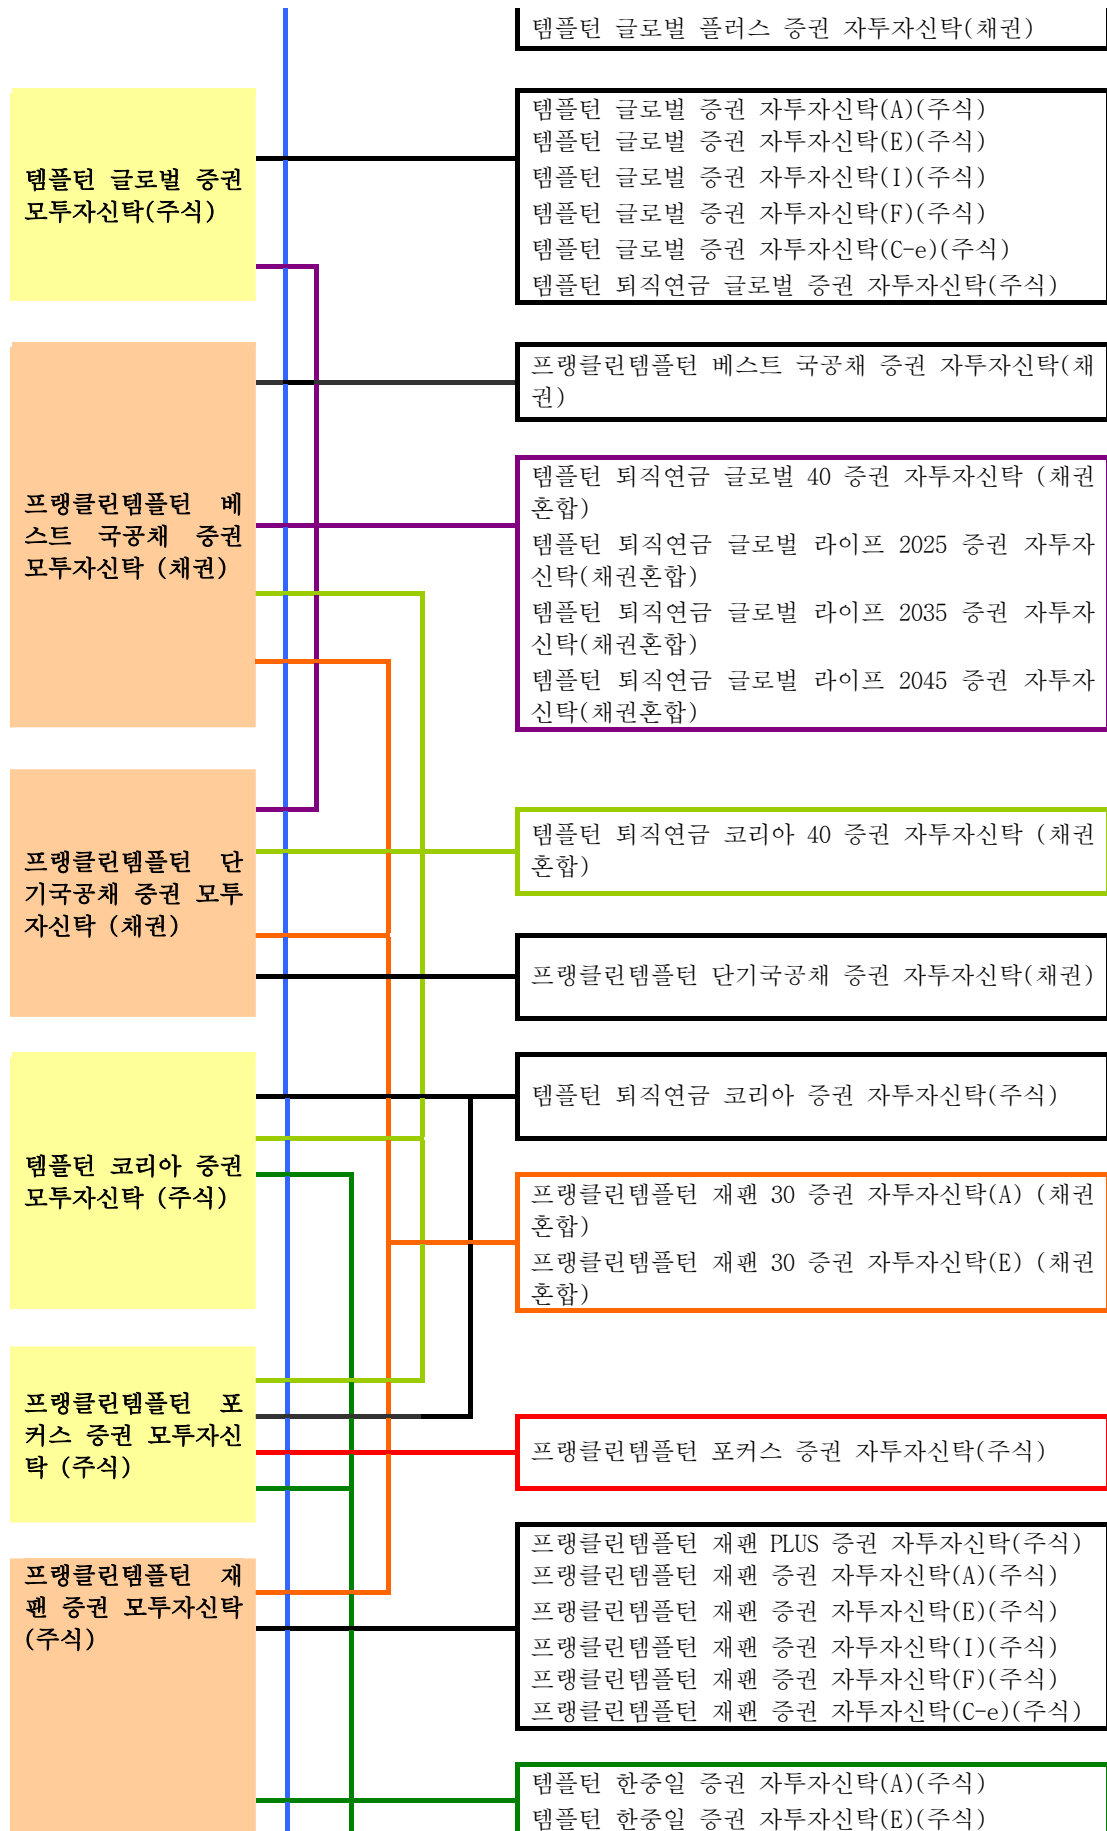 템플턴 글로벌 플러스 증권 자투자신탁(채권)
템플턴 글로벌 증권
모투자신탁(주식)
템플턴 글로벌 증권 자투자신탁(A)(주식)
템플턴 글로벌 증권 자투자신탁(E)(주식)
템플턴 글로벌 증권 자투자신탁(I)(주식)
템플턴 글로벌 증권 자투자신탁(F)(주식)
템플턴 글로벌 증권 자투자신탁(C-e)(주식)
템플턴 퇴직연금 글로벌 증권 자투자신탁(주식)
프랭클린템플턴 베
스트 국공채 증권
모투자신탁 (채권)
프랭클린템플턴 베스트 국공채 증권 자투자신탁(채
권)
템플턴 퇴직연금 글로벌 40 증권 자투자신탁 (채권
혼합)
템플턴 퇴직연금 글로벌 라이프 2025 증권 자투자
신탁(채권혼합)
템플턴 퇴직연금 글로벌 라이프 2035 증권 자투자
신탁(채권혼합)
템플턴 퇴직연금 글로벌 라이프 2045 증권 자투자
신탁(채권혼합)
프랭클린템플턴 단
기국공채 증권 모투
자신탁 (채권)
템플턴 퇴직연금 코리아 40 증권 자투자신탁 (채권
혼합)
프랭클린템플턴 단기국공채 증권 자투자신탁(채권)
템플턴 코리아 증권
모투자신탁 (주식)
템플턴 퇴직연금 코리아 증권 자투자신탁(주식)
프랭클린템플턴 재팬 30 증권 자투자신탁(A) (채권
혼합)
프랭클린템플턴 재팬 30 증권 자투자신탁(E) (채권
혼합)
프랭클린템플턴 포
커스 증권 모투자신
탁 (주식)
프랭클린템플턴 포커스 증권 자투자신탁(주식)
프랭클린템플턴 재
팬 증권 모투자신탁
(주식)
프랭클린템플턴 재팬 PLUS 증권 자투자신탁(주식)
프랭클린템플턴 재팬 증권 자투자신탁(A)(주식)
프랭클린템플턴 재팬 증권 자투자신탁(E)(주식)
프랭클린템플턴 재팬 증권 자투자신탁(I)(주식)
프랭클린템플턴 재팬 증권 자투자신탁(F)(주식)
프랭클린템플턴 재팬 증권 자투자신탁(C-e)(주식)
템플턴 한중일 증권 자투자신탁(A)(주식)
템플턴 한중일 증권 자투자신탁(E)(주식)